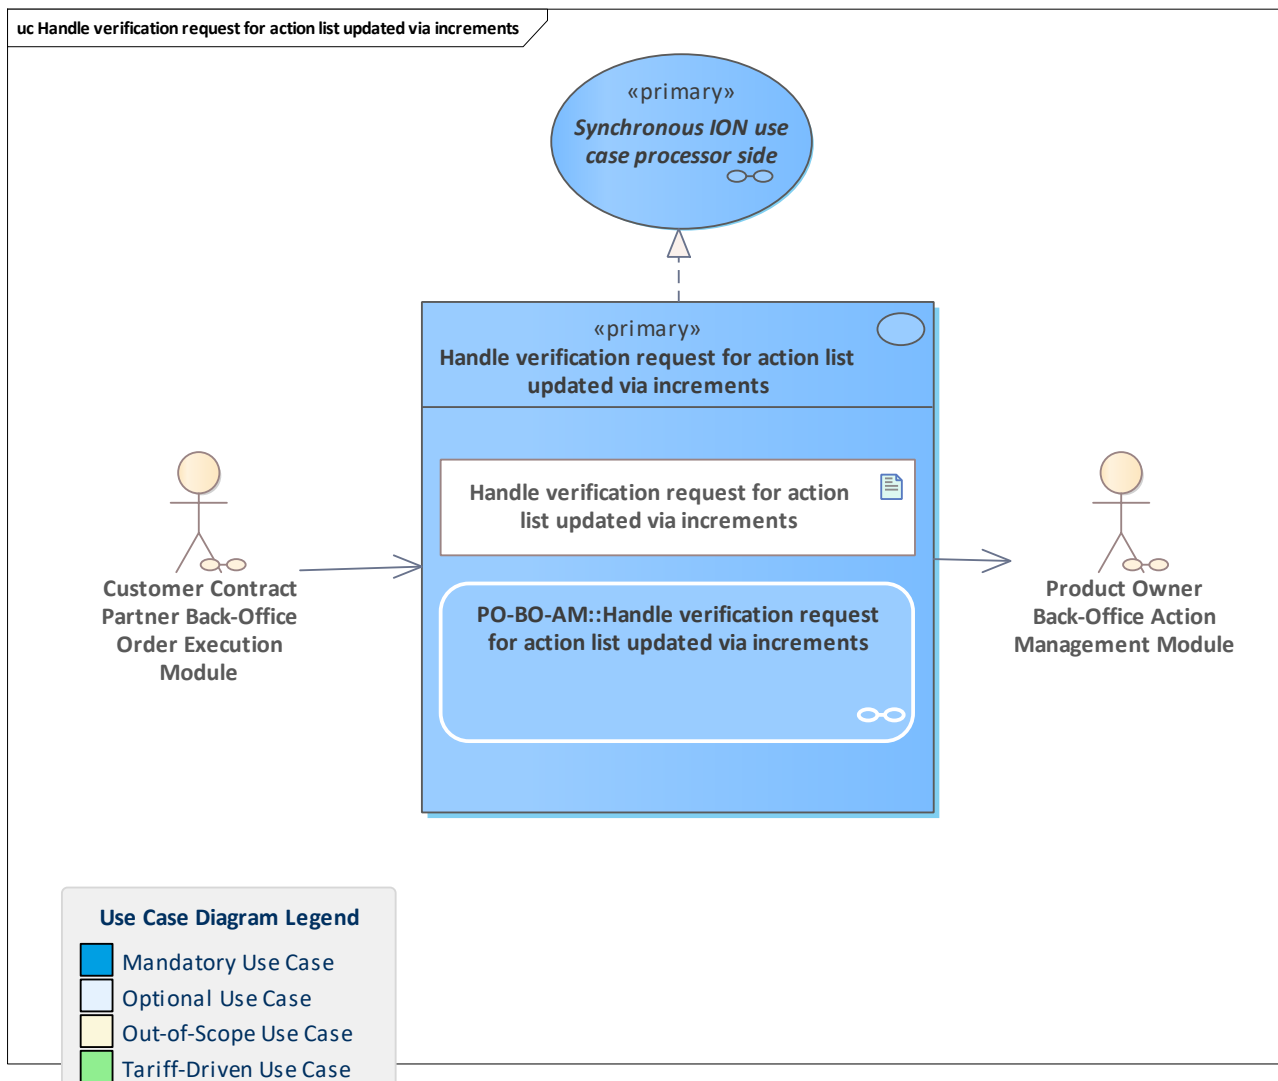 uc Handle verification request for action list updated via increments
«primary»
Synchronous ION use
case processor side
«primary»
Handle verification request for action list
updated via increments
Handle verification request for action
list updated via increments
PO-BO-AM::Handle verification request
for action list updated via increments
Customer Contract
Partner Back-Office
Order Execution
Module
Product Owner
Back-Office Action
Management Module
Use Case Diagram Legend
Mandatory Use Case
Optional Use Case
Out-of-Scope Use Case
Tariff-Driven Use Case